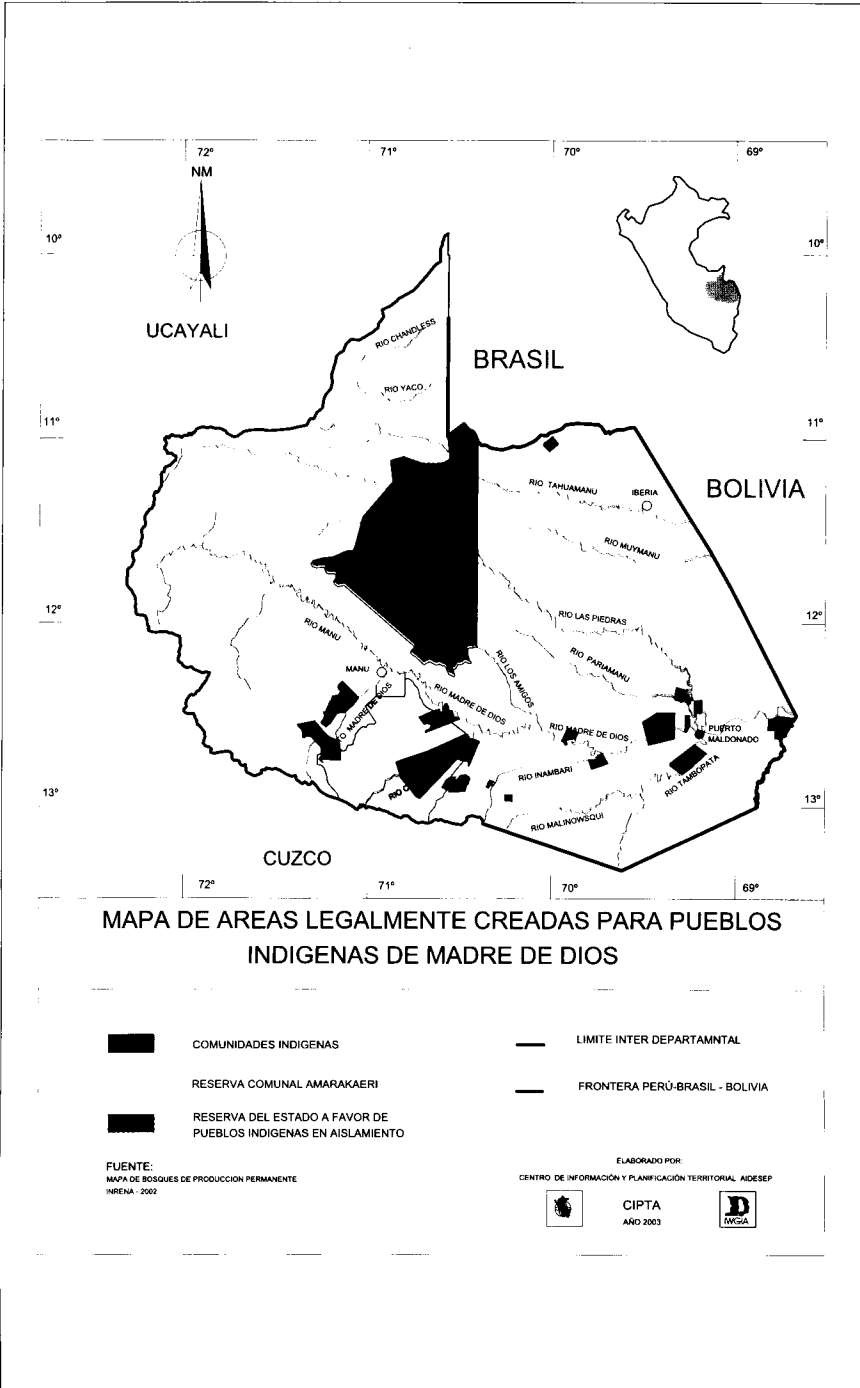 72°
71°
70°
69°
NM
10°
10°
UCAYALI
RIO CHANDLESS
BRASIL
RIO YACO
11°
11°
RIO TAHUAMANU
IBERIA
BOLIVIA
RIO MUYMANU
12°
12°
RIO LAS PIEDRAS
RIO MANU
RIO PARIAMANU
RIO LOS AMIGOS
MANU
RIO MADRE DE DIOS
MADRE DE DIOS
RIO MADRE DE DIOS
PUERTO
MALDONADO
RIO INAMBARI
RIO TAMBOPATA
13°
13°
RIO
RIO MALINOWSQUI
CUZCO
72°
71°
70°
69°
MAPA DE AREAS LEGALMENTE CREADAS PARA PUEBLOS
INDIGENAS DE MADRE DE DIOS
COMUNIDADES INDIGENAS
LIMITE INTER DEPARTAMNTAL
RESERVA COMUNAL AMARAKAERI
FRONTERA PERÚ-BRASIL - BOLIVIA
RESERVA DEL ESTADO A FAVOR DE
PUEBLOS INDIGENAS EN AISLAMIENTO
FUENTE:
MAPA DE BOSQUES DE PRODUCCION PERMANENTE
INRENA - 2002
ELABORADO POR:
CENTRO DE INFORMACIÓN Y PLANIFICACIÓN TERRITORIAL AIDESEP
CIPTA
AÑO 2003
IWGIA